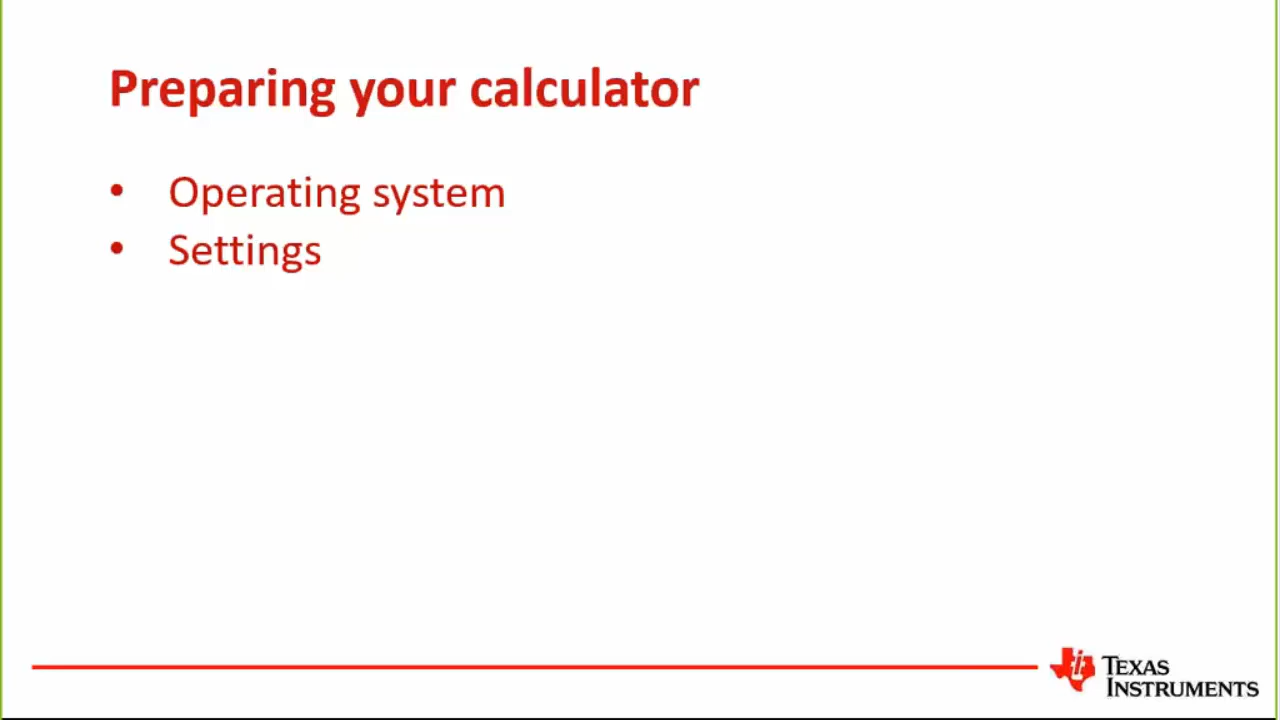 Preparing your calculator
• Operating system
• Settings
TEXAS
INSTRUMENTS